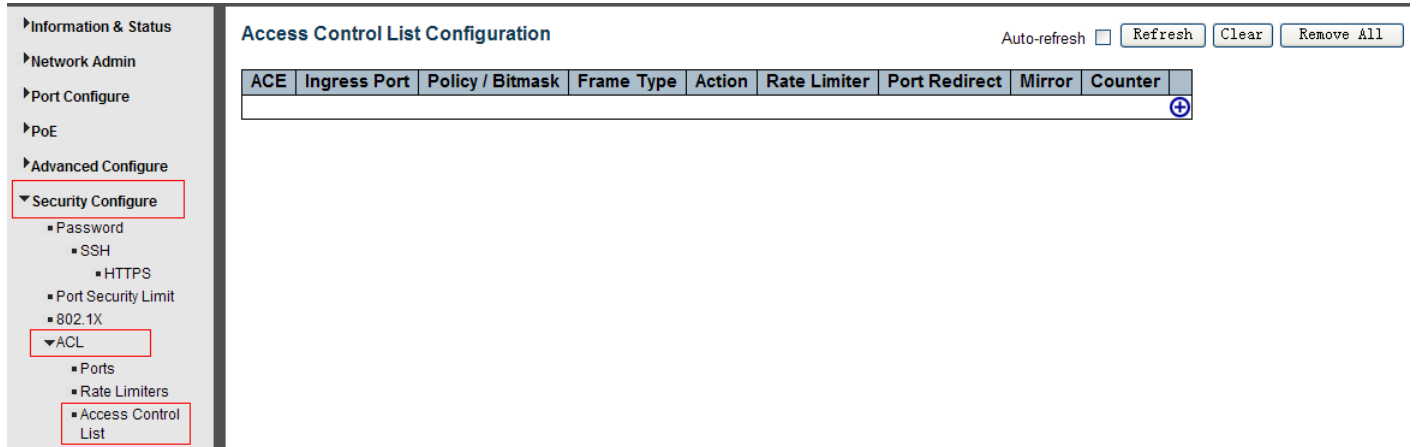 Information & Status
Network Admin
Port Configure
PoE
Advanced Configure
Security Configure
Password
SSH
HTTPS
Port Security Limit
802.1X
ACL
Ports
Rate Limiters
Access Control
List
Access Control List Configuration
Auto-refresh Refresh Clear Remove All
ACE Ingress Port Policy / Bitmask Frame Type Action Rate Limiter Port Redirect Mirror Counter